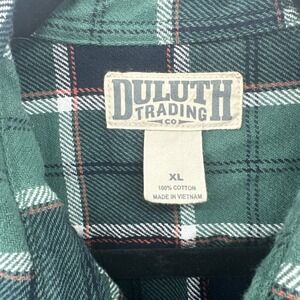 DULUTH
TRADING
CO
XL
100% COTTON
MADE IN VIETNAM